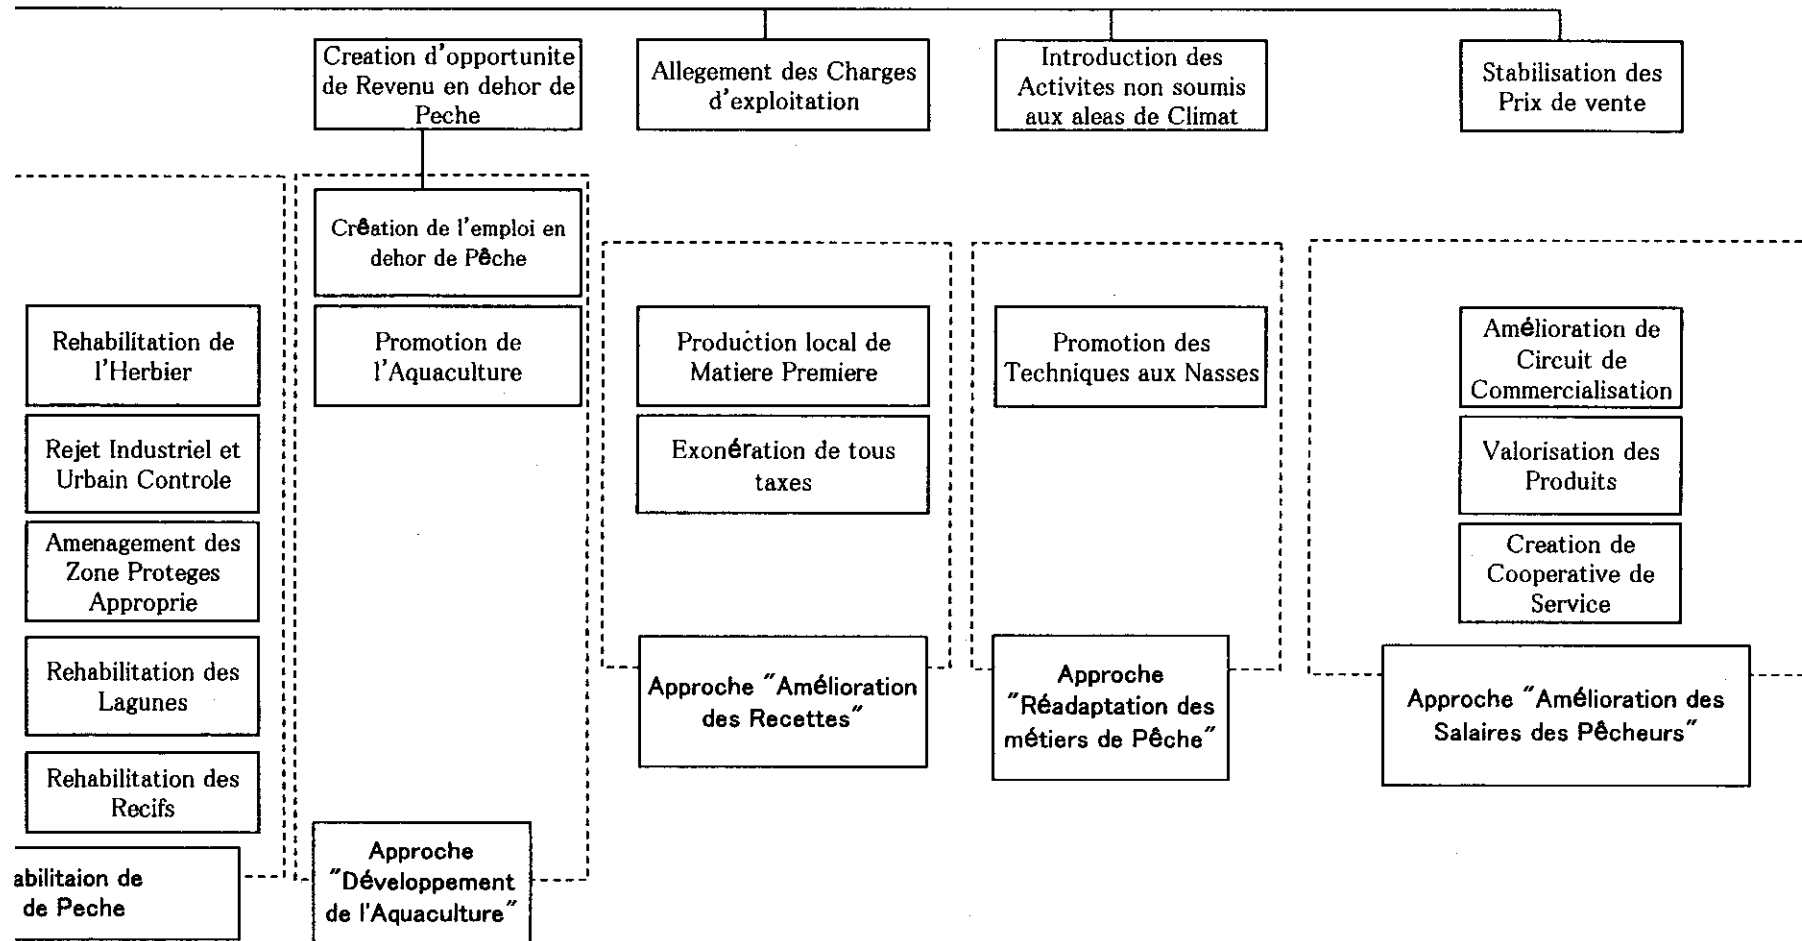 Creation d'opportunite
de Revenu en dehor de
Peche
Allegement des Charges
d'exploitation
Introduction des
Activites non soumis
aux aleas de Climat
Stabilisation des
Prix de vente
Crêation de l'emploi en
dehor de Pêche
Rehabilitation de
l'Herbier
Promotion de
l'Aquaculture
Production local de
Matiere Premiere
Promotion des
Techniques aux Nasses
Amélioration de
Circuit de
Commercialisation
Rejet Industriel et
Urbain Controle
Exonération de tous
taxes
Valorisation des
Produits
Amenagement des
Zone Proteges
Approprie
Creation de
Cooperative de
Service
Rehabilitation des
Lagunes
Approche "Amélioration
des Recettes"
Approche
"Réadaptation des
métiers de Pêche"
Approche "Amélioration des
Salaires des Pêcheurs"
Rehabilitation des
Recifs
abilitaion de
de Peche
Approche
"Développement
de l'Aquaculture"